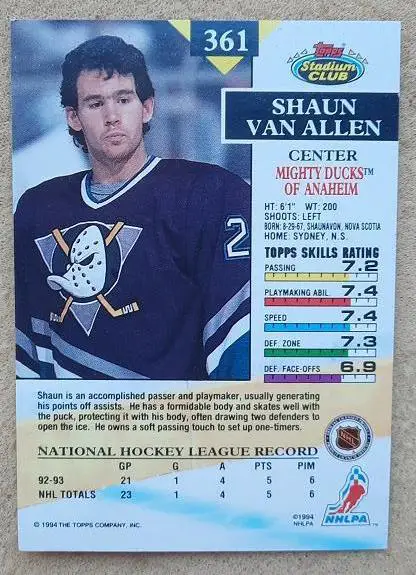 361
Topps
Stadium
CLUB
SHAUN
VAN ALLEN
CENTER
MIGHTY DUCKS™
OF ANAHEIM
HT: 6'1" WT: 200
SHOOTS: LEFT
BORN: 8-29-67, SHAUNAVON, NOVA SCOTIA
HOME: SYDNEY, N.S.
TOPPS SKILLS RATING
PASSING 7.2
PLAYMAKING ABIL. 7.4
SPEED 7.4
DEF. ZONE 7.3
DEF. FACE-OFFS 6.9
2
Shaun is an accomplished passer and playmaker, usually generating
his points off assists. He has a formidable body and skates well with
the puck, protecting it with his body, often drawing two defenders to
open the ice. He owns a soft passing touch to set up one-timers.
NHL
NATIONAL HOCKEY LEAGUE RECORD
GP G A PTS PIM
92-93 21 1 4 5 6
NHL TOTALS 23 1 4 5 6
© 1994 THE TOPPS COMPANY, INC.
©1994
NHLPA
NHLPA™